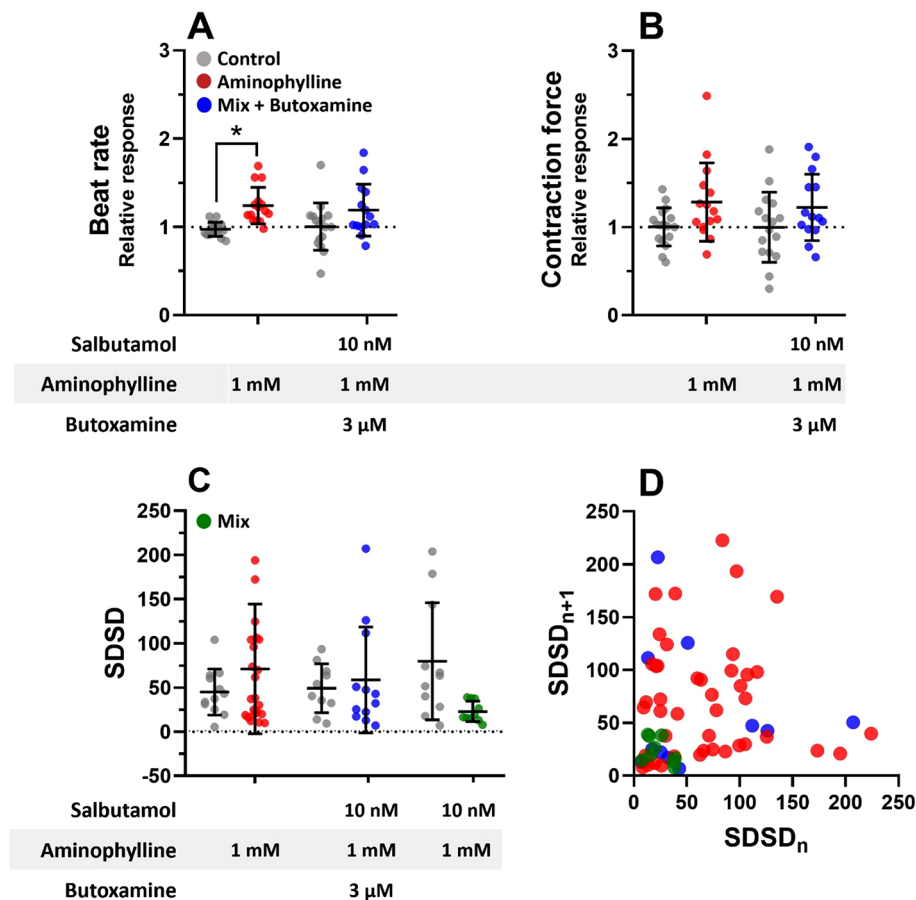 A
Beat rate
Relative response
3
2
1
0
Control
Aminophylline
Mix + Butoxamine
*
B
Contraction force
Relative response
3
2
1
0
Salbutamol 10 nM 10 nM
Aminophylline 1 mM 1 mM 1 mM 1 mM
Butoxamine 3 µM 3 µM
C
SDSD
250
200
150
100
50
0
-50
Mix
Salbutamol 10 nM 10 nM
Aminophylline 1 mM 1 mM 1 mM
Butoxamine 3 µM
D
SDSDn+1
250
200
150
100
50
0
0 50 100 150 200 250
SDSDn